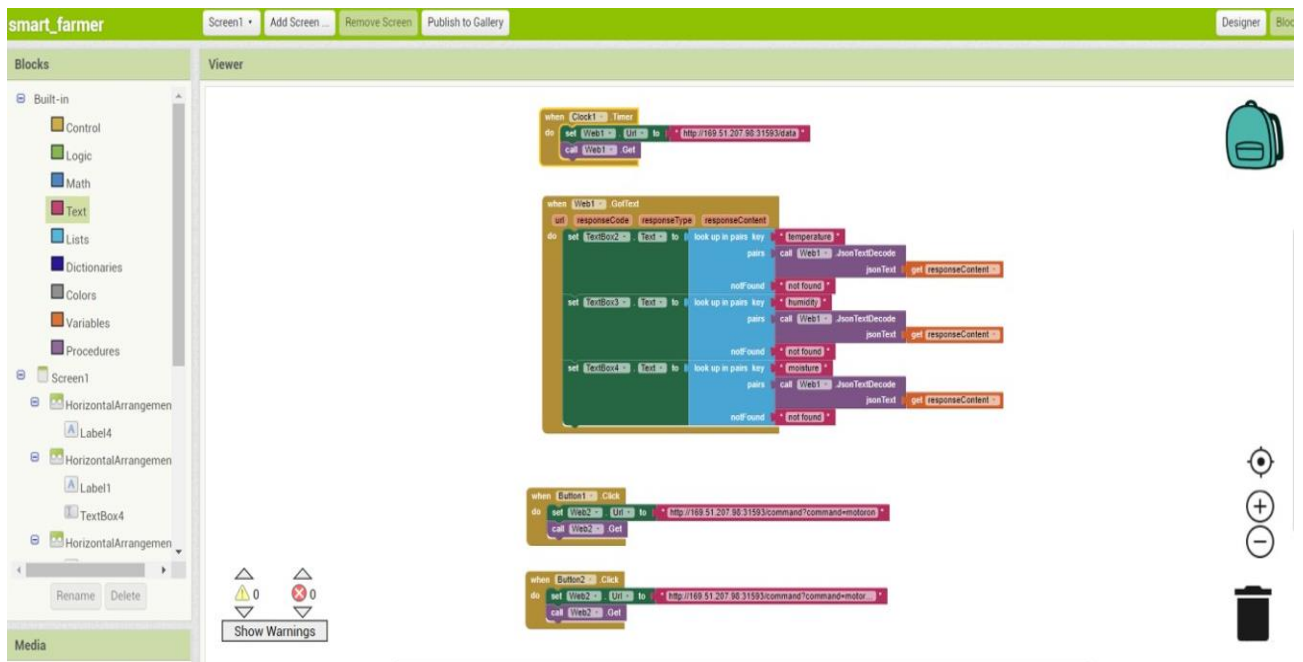 smart_farmer
Screen1 Add Screen ... Remove Screen Publish to Gallery Designer Bloc
Blocks
Viewer
Built-in
Control
Logic
Math
Text
Lists
Dictionaries
Colors
Variables
Procedures
Screen1
HorizontalArrangemen
Label4
HorizontalArrangemen
Label1
TextBox4
HorizontalArrangemen
Rename Delete
Media
when Clock1 .Timer
do set Web1 . Url to " http://169.51.207.98:31593/data "
call Web1 .Get
when Web1 .GotText
url responseCode responseType responseContent
do set TextBox2 . Text to look up in pairs key " temperature "
pairs call Web1 .JsonTextDecode
jsonText get responseContent
notFound " not found "
set TextBox3 . Text to look up in pairs key " humidity "
pairs call Web1 .JsonTextDecode
jsonText get responseContent
notFound " not found "
set TextBox4 . Text to look up in pairs key " moisture "
pairs call Web1 .JsonTextDecode
jsonText get responseContent
notFound " not found "
when Button1 .Click
do set Web2 . Url to " http://169.51.207.98:31593/command?command=motoron "
call Web2 .Get
when Button2 .Click
do set Web2 . Url to " http://169.51.207.98:31593/command?command=motor... "
call Web2 .Get
0 0
Show Warnings